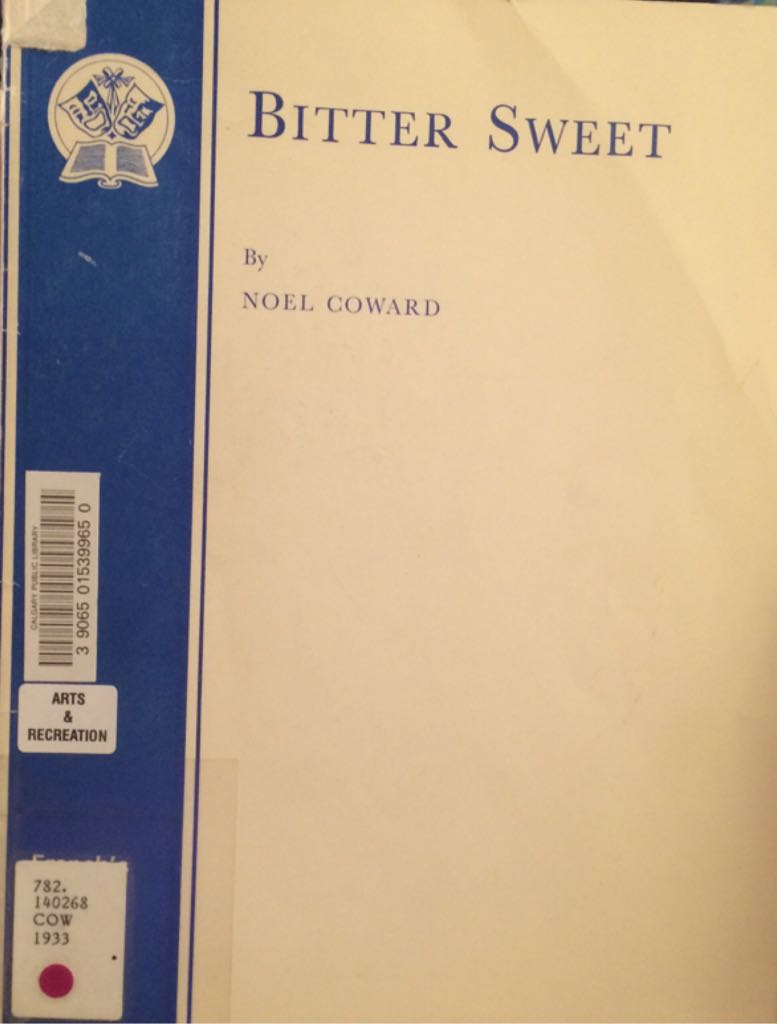 BITTER SWEET
By
NOEL COWARD
CALGARY PUBLIC LIBRARY
3 9065 01539965 0
ARTS
&
RECREATION
782.
140268
COW
1933